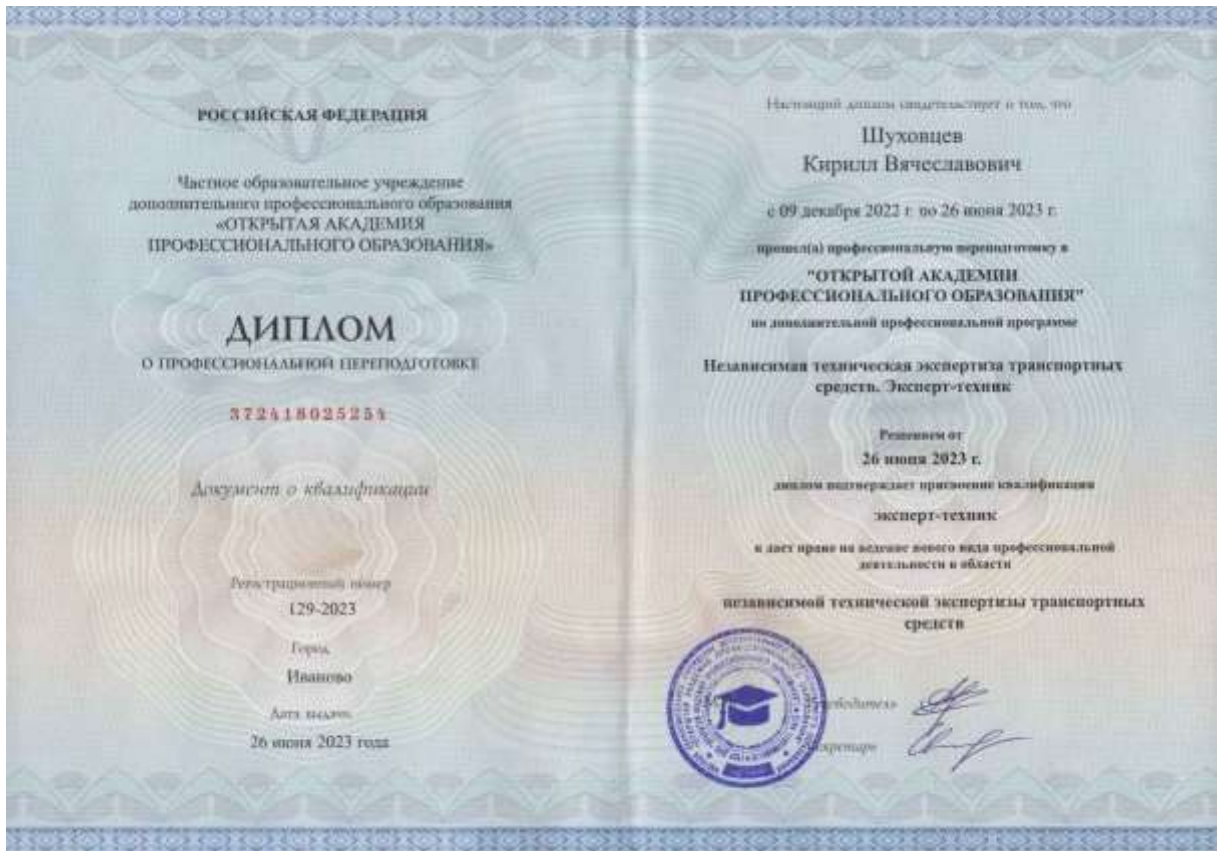 РОССИЙСКАЯ ФЕДЕРАЦИЯ
Частное образовательное учреждение
дополнительного профессионального образования
«ОТКРЫТАЯ АКАДЕМИЯ
ПРОФЕССИОНАЛЬНОГО ОБРАЗОВАНИЯ»
ДИПЛОМ
О ПРОФЕССИОНАЛЬНОЙ ПЕРЕПОДГОТОВКЕ
372418025254
Документ о квалификации
Регистрационный номер
129-2023
Город
Иваново
Дата выдачи
26 июня 2023 года
Настоящий диплом свидетельствует о том, что
Шуховцев
Кирилл Вячеславович
с 09 декабря 2022 г. по 26 июня 2023 г.
прошел(а) профессиональную переподготовку в
"ОТКРЫТОЙ АКАДЕМИИ
ПРОФЕССИОНАЛЬНОГО ОБРАЗОВАНИЯ"
по дополнительной профессиональной программе
Независимая техническая экспертиза транспортных
средств. Эксперт-техник
Решением от
26 июня 2023 г.
диплом подтверждает присвоение квалификации
эксперт-техник
и дает право на ведение нового вида профессиональной
деятельности в области
независимой технической экспертизы транспортных
средств